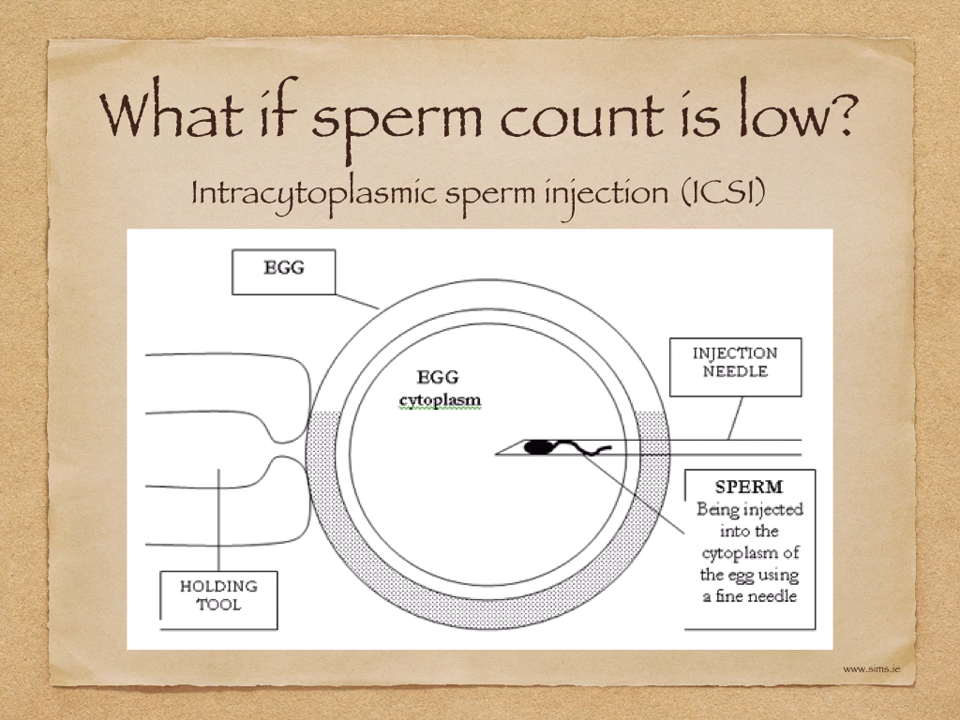 What if sperm count is low?
Intracytoplasmic sperm injection (ICSI)
EGG
EGG
cytoplasm
INJECTION
NEEDLE
SPERM
Being injected
into the
cytoplasm of
the egg using
a fine needle
HOLDING
TOOL
www.sims.ie